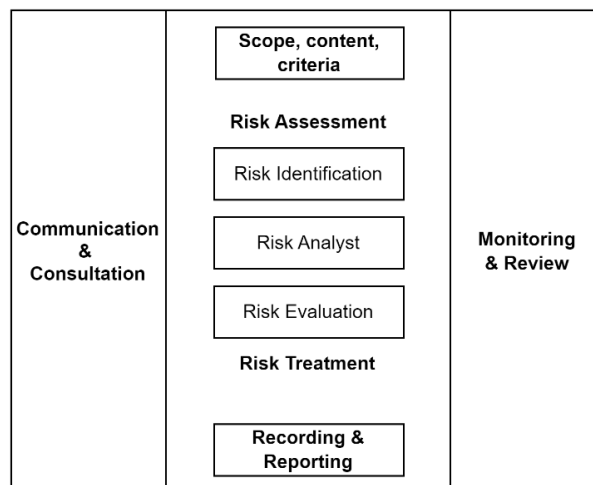 Scope, content,
criteria
Risk Assessment
Risk Identification
Communication
&
Consultation
Risk Analyst
Monitoring
& Review
Risk Evaluation
Risk Treatment
Recording &
Reporting